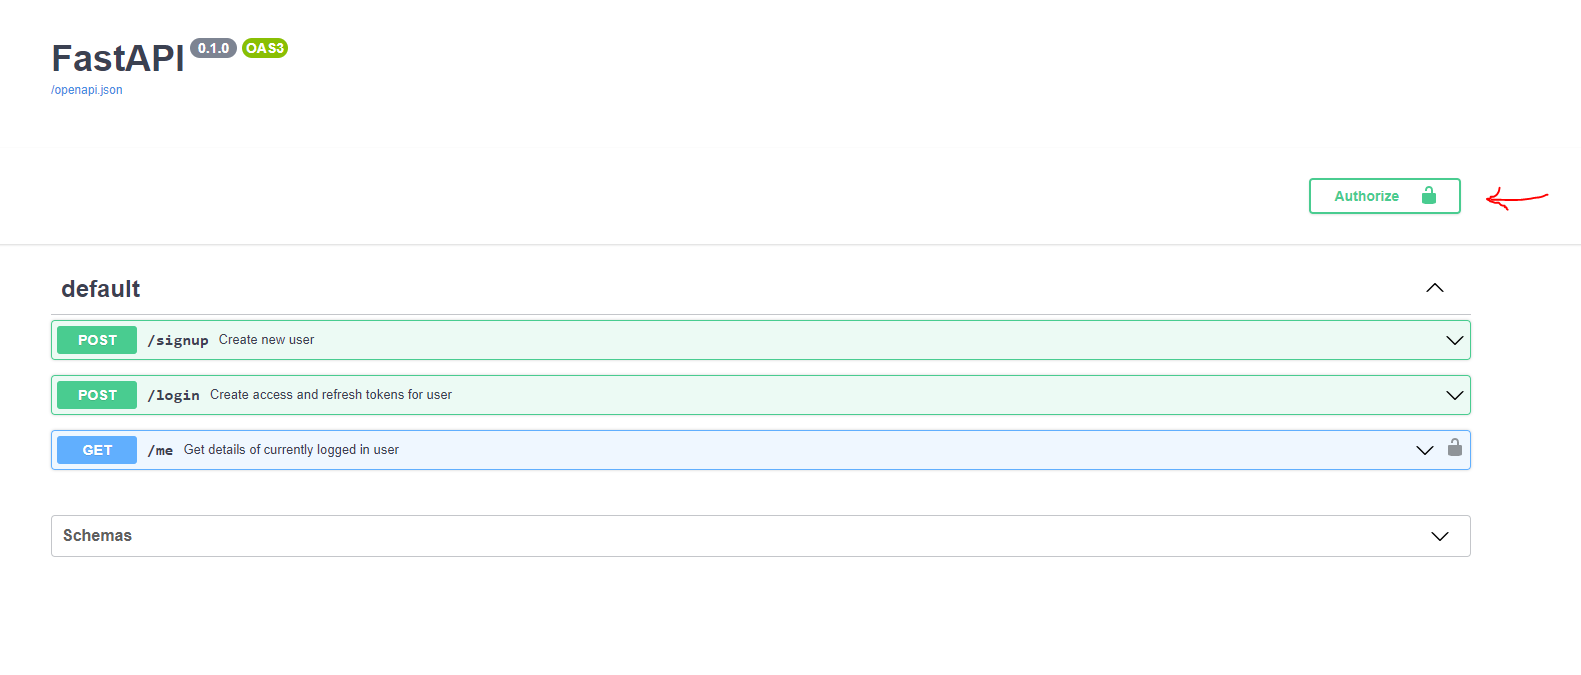 FastAPI 0.1.0 OAS3
/openapi.json
Authorize
default
POST /signup Create new user
POST /login Create access and refresh tokens for user
GET /me Get details of currently logged in user
Schemas